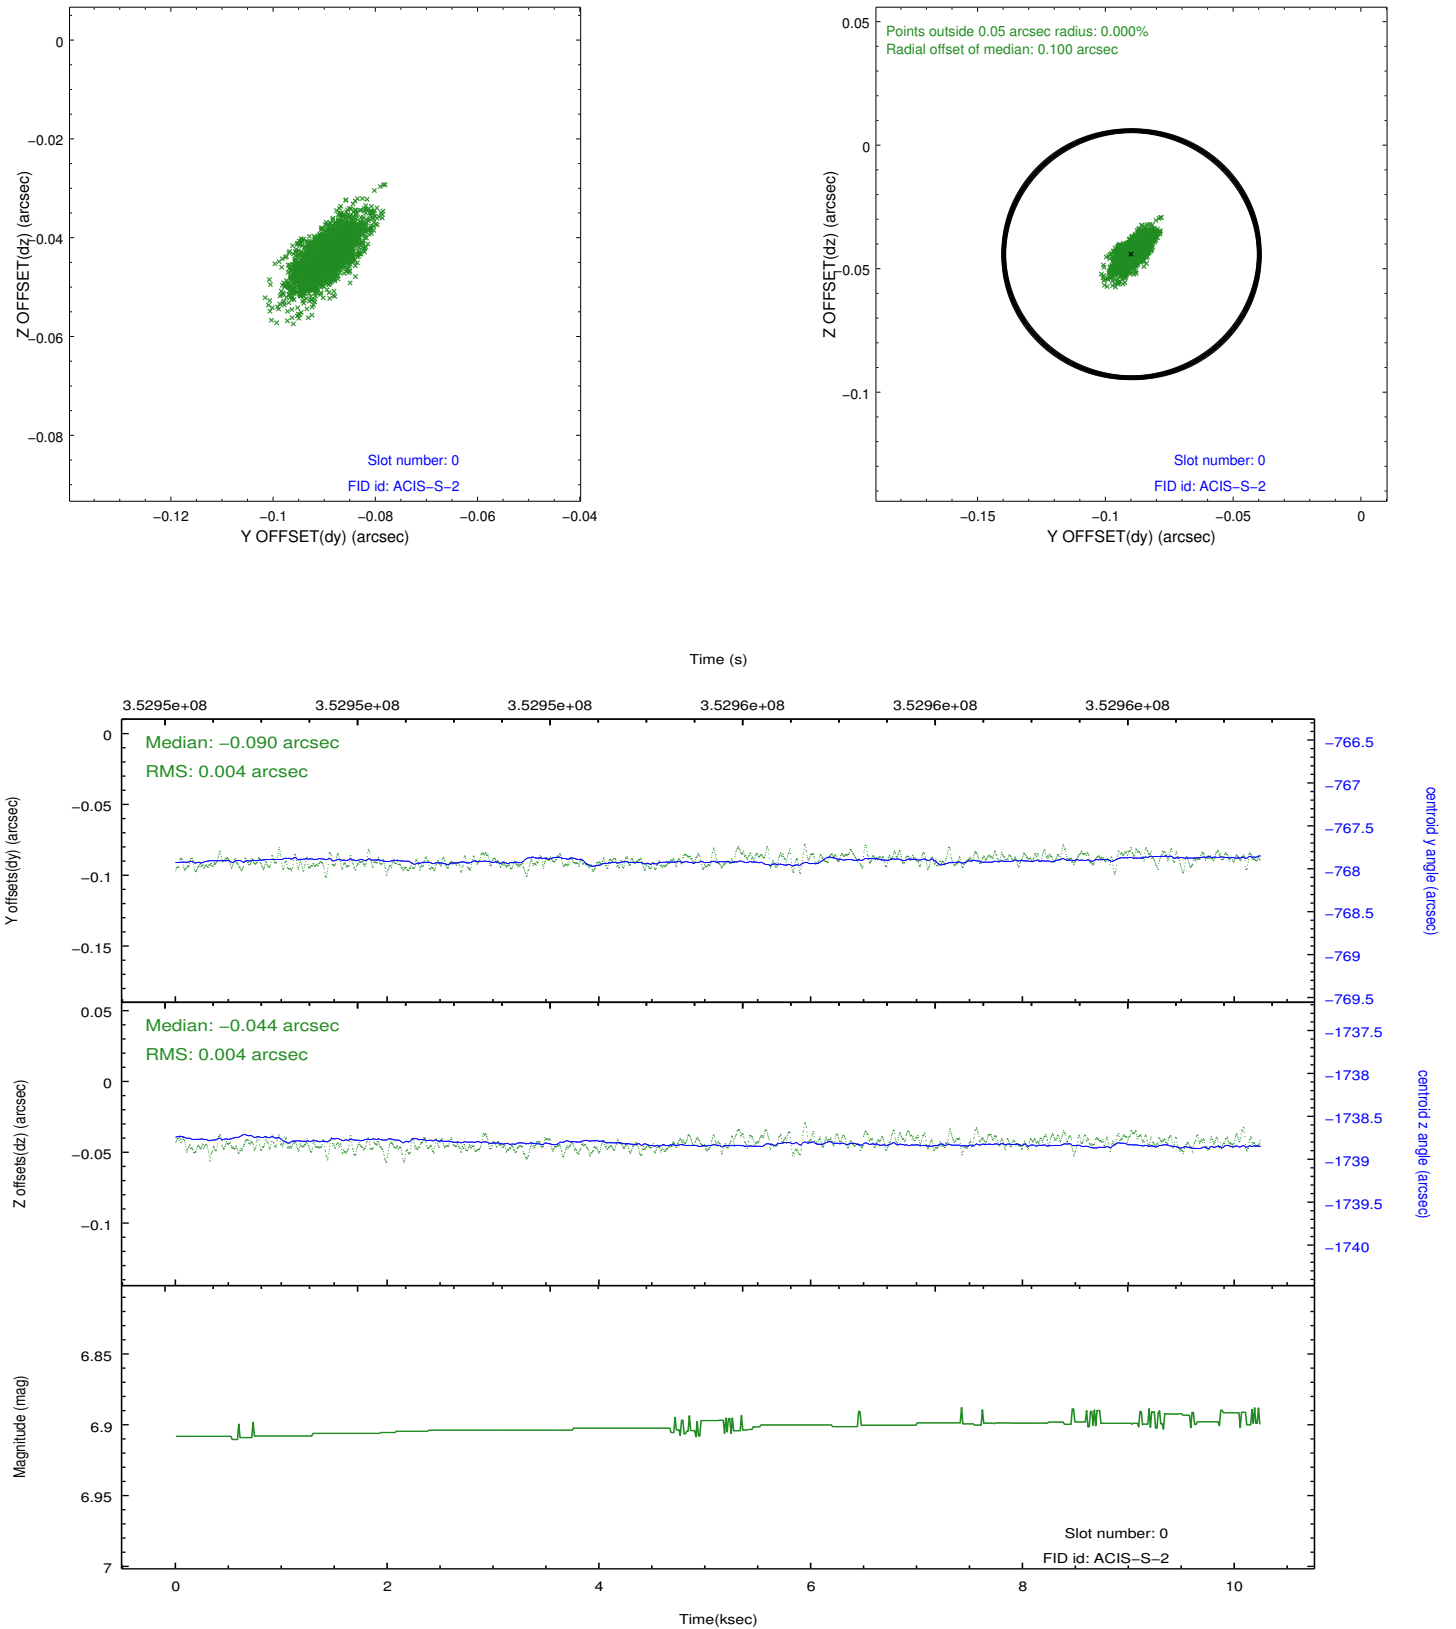 0
−0.02
−0.04
−0.06
−0.08
Z OFFSET(dz) (arcsec)
Slot number: 0
FID id: ACIS−S−2
−0.12
−0.1
−0.08
−0.06
−0.04
Y OFFSET(dy) (arcsec)
Points outside 0.05 arcsec radius: 0.000%
Radial offset of median: 0.100 arcsec
0.05
0
−0.05
−0.1
Z OFFSET(dz) (arcsec)
Slot number: 0
FID id: ACIS−S−2
−0.15
−0.1
−0.05
0
Y OFFSET(dy) (arcsec)
Time (s)
3.5295e+08
3.5295e+08
3.5295e+08
3.5296e+08
3.5296e+08
3.5296e+08
Median: −0.090 arcsec
RMS: 0.004 arcsec
0
−0.05
−0.1
−0.15
Y offsets(dy) (arcsec)
−766.5
−767
−767.5
−768
−768.5
−769
−769.5
centroid y angle (arcsec)
Median: −0.044 arcsec
RMS: 0.004 arcsec
0.05
0
−0.05
−0.1
Z offsets(dz) (arcsec)
−1737.5
−1738
−1738.5
−1739
−1739.5
−1740
centroid z angle (arcsec)
6.85
6.9
6.95
7
Magnitude (mag)
Slot number: 0
FID id: ACIS−S−2
0
2
4
6
8
10
Time(ksec)